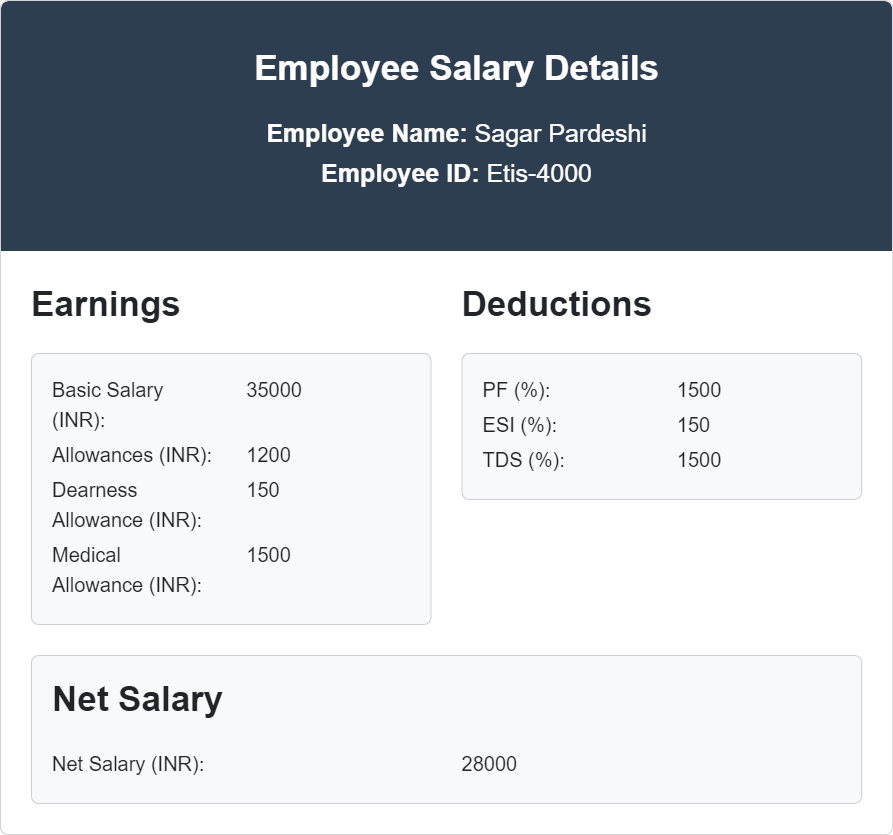 Employee Salary Details
Employee Name: Sagar Pardeshi
Employee ID: Etis-4000
Earnings
Basic Salary
(INR):
35000
Allowances (INR):
1200
Dearness
Allowance (INR):
150
Medical
Allowance (INR):
1500
Deductions
PF (%):
1500
ESI (%):
150
TDS (%):
1500
Net Salary
Net Salary (INR):
28000